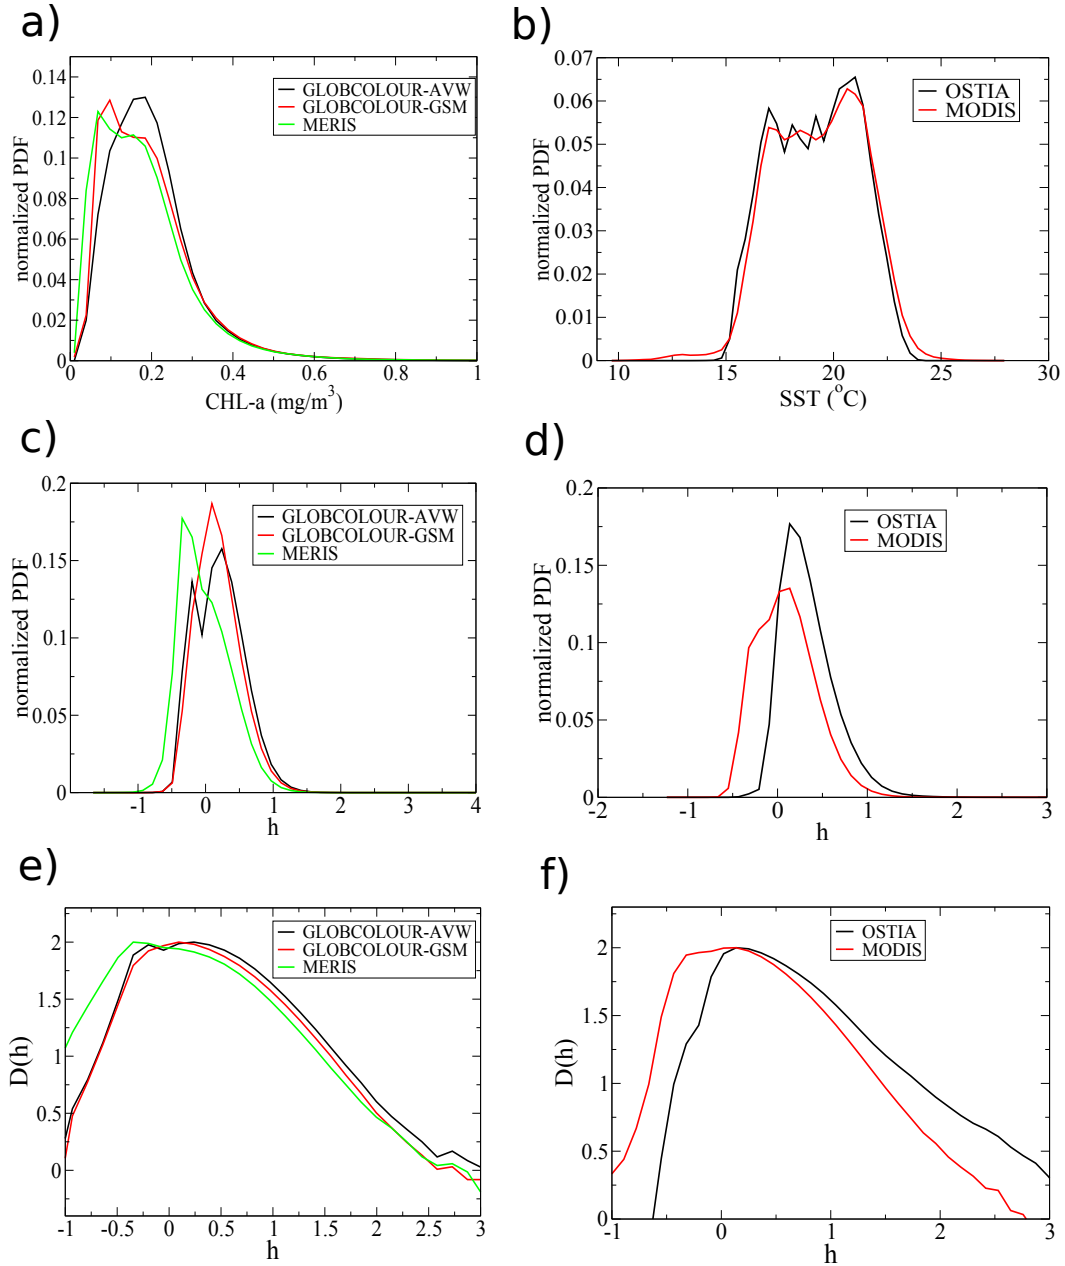 a)
GLOBCOLOUR-AVW
GLOBCOLOUR-GSM
MERIS
normalized PDF
0.14
0.12
0.1
0.08
0.06
0.04
0.02
0
0 0.2 0.4 0.6 0.8 1
CHL-a (mg/m³)
b)
OSTIA
MODIS
normalized PDF
0.07
0.06
0.05
0.04
0.03
0.02
0.01
0
10 15 20 25 30
SST (°C)
c)
GLOBCOLOUR-AVW
GLOBCOLOUR-GSM
MERIS
normalized PDF
0.2
0.15
0.1
0.05
0
-1 0 1 2 3 4
h
d)
OSTIA
MODIS
normalized PDF
0.2
0.15
0.1
0.05
0
-2 -1 0 1 2 3
h
e)
GLOBCOLOUR-AVW
GLOBCOLOUR-GSM
MERIS
D(h)
2
1.5
1
0.5
0
-1 -0.5 0 0.5 1 1.5 2 2.5 3
h
f)
OSTIA
MODIS
D(h)
2
1.5
1
0.5
0
-1 0 1 2 3
h